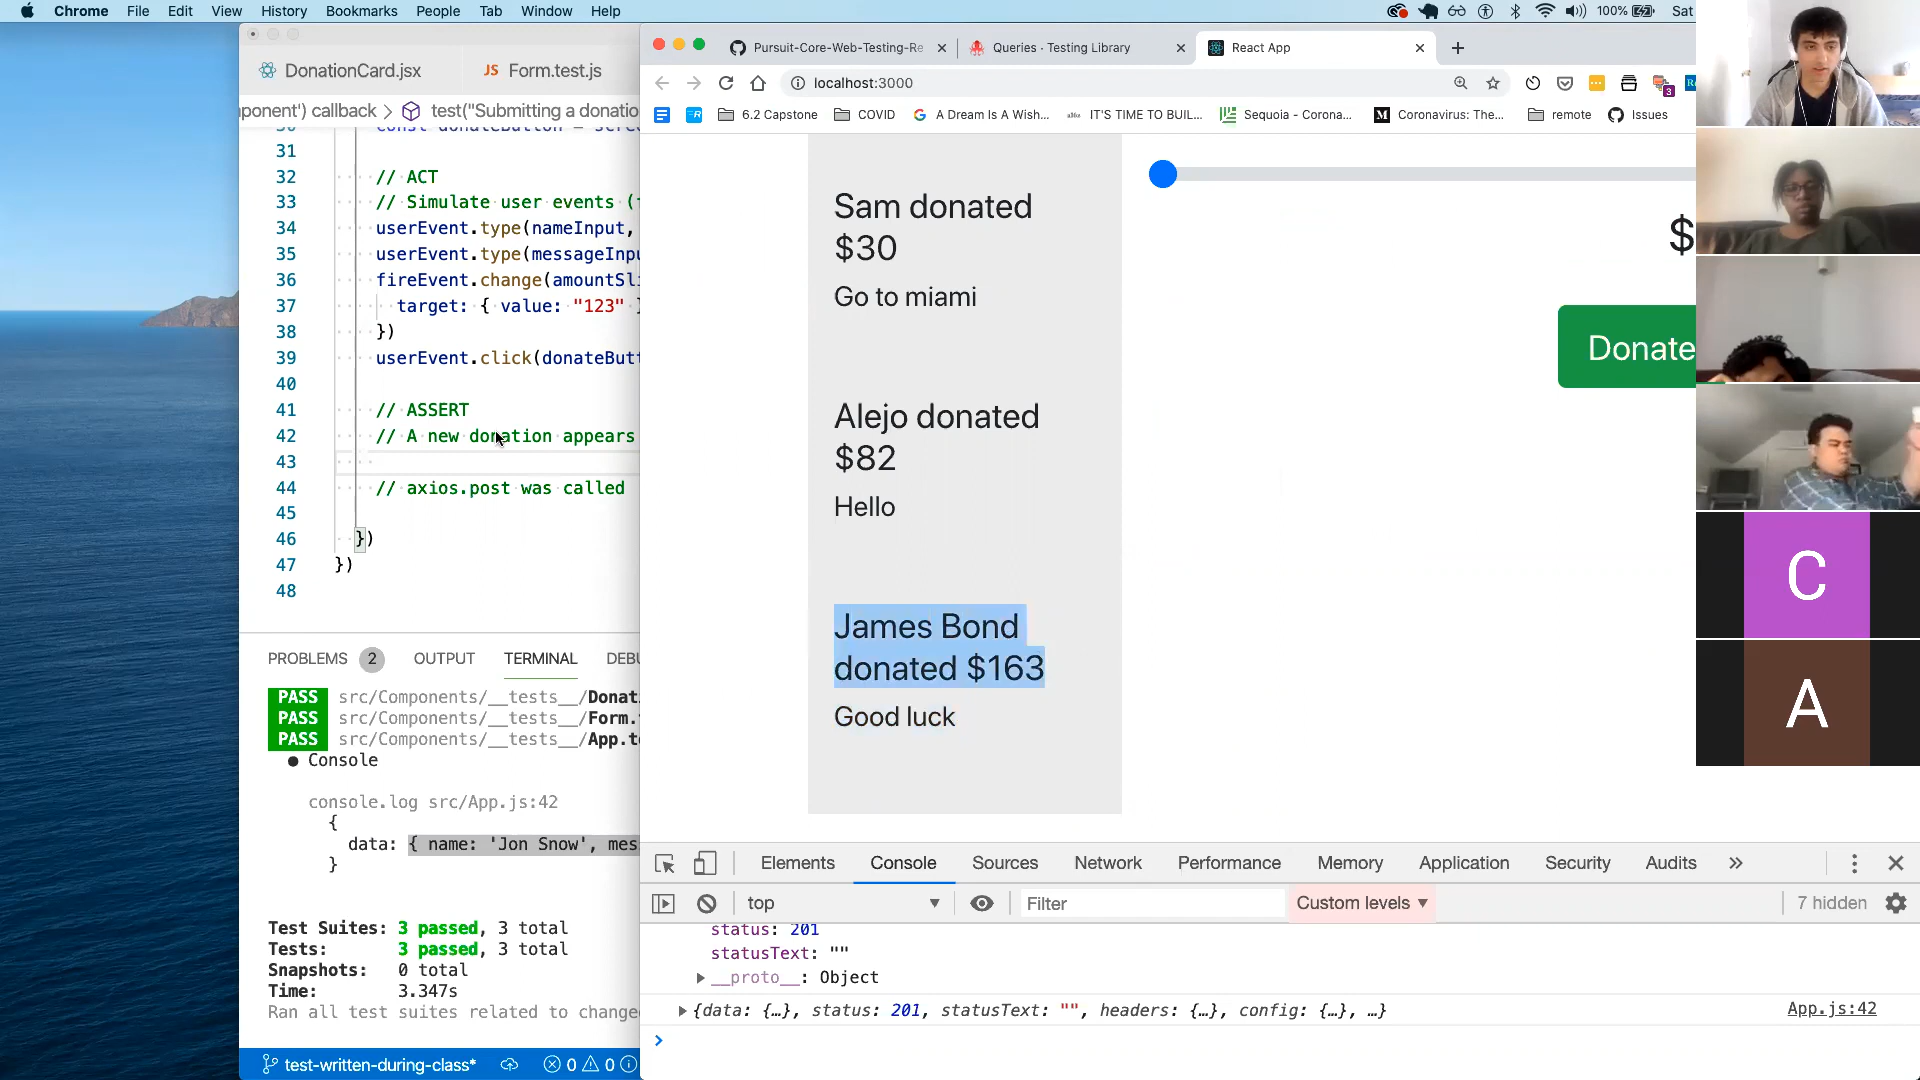 Chrome File Edit View History Bookmarks People Tab Window Help 100% Sat
DonationCard.jsx JS Form.test.js
ponent') callback > test("Submitting a donatio
31
32 // ACT
33 // Simulate user events (
34 userEvent.type(nameInput,
35 userEvent.type(messageInpu
36 fireEvent.change(amountSli
37 target: { value: "123" }
38 })
39 userEvent.click(donateButt
40
41 // ASSERT
42 // A new donation appears
43
44 // axios.post was called
45
46 })
47 })
48
PROBLEMS 2 OUTPUT TERMINAL DEBU
PASS src/Components/__tests__/Donati
PASS src/Components/__tests__/Form.
PASS src/Components/__tests__/App.te
● Console
console.log src/App.js:42
{
data: { name: 'Jon Snow', mes
}
Test Suites: 3 passed, 3 total
Tests: 3 passed, 3 total
Snapshots: 0 total
Time: 3.347s
Ran all test suites related to change
test-written-during-class* 0 0
Pursuit-Core-Web-Testing-Re Queries · Testing Library React App
localhost:3000
3
6.2 Capstone COVID A Dream Is A Wish... IT'S TIME TO BUIL... Sequoia - Corona... M Coronavirus: The... remote Issues
Sam donated
$30
Go to miami
Alejo donated
$82
Hello
James Bond
donated $163
Good luck
$
Donate
C
A
Elements Console Sources Network Performance Memory Application Security Audits »
top Filter Custom levels 7 hidden
status: 201
statusText: ""
__proto__: Object
{data: {…}, status: 201, statusText: "", headers: {…}, config: {…}, …} App.js:42